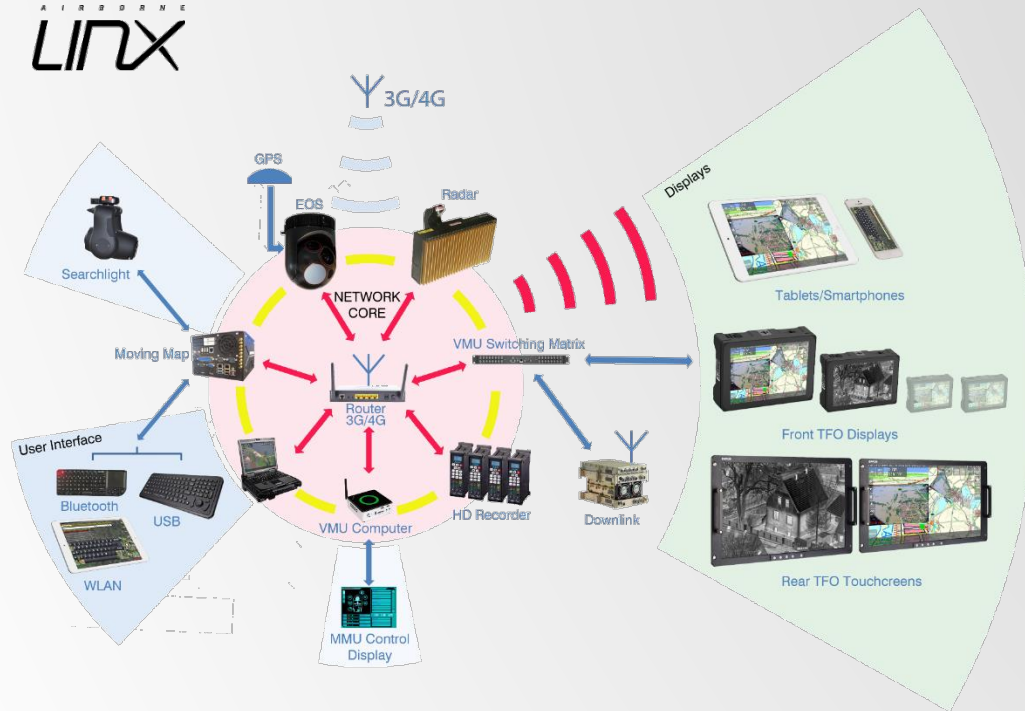 AIRBORNE
LINX
3G/4G
GPS
EOS
Radar
Displays
Searchlight
NETWORK
CORE
Tablets/Smartphones
Moving Map
VMU Switching Matrix
Router
3G/4G
Front TFO Displays
User Interface
Bluetooth
USB
VMU Computer
HD Recorder
Downlink
WLAN
Rear TFO Touchscreens
MMU Control
Display